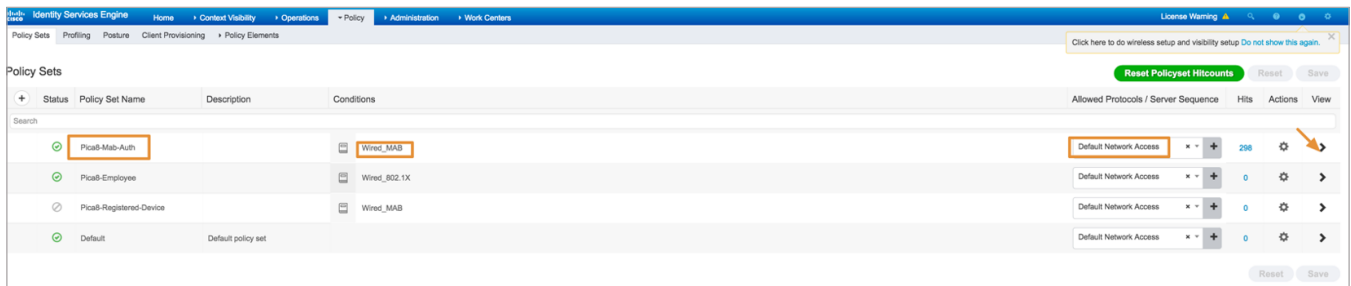 cisco Identity Services Engine Home Context Visibility Operations Policy Administration Work Centers License Warning
Policy Sets Profiling Posture Client Provisioning Policy Elements
Click here to do wireless setup and visibility setup Do not show this again.
Policy Sets
Reset Policyset Hitcounts Reset Save
+ Status Policy Set Name Description Conditions Allowed Protocols / Server Sequence Hits Actions View
Search
Pica8-Mab-Auth Wired_MAB Default Network Access × + 298
Pica8-Employee Wired_802.1X Default Network Access × + 0
Pica8-Registered-Device Wired_MAB Default Network Access × + 0
Default Default policy set Default Network Access × + 0
Reset Save